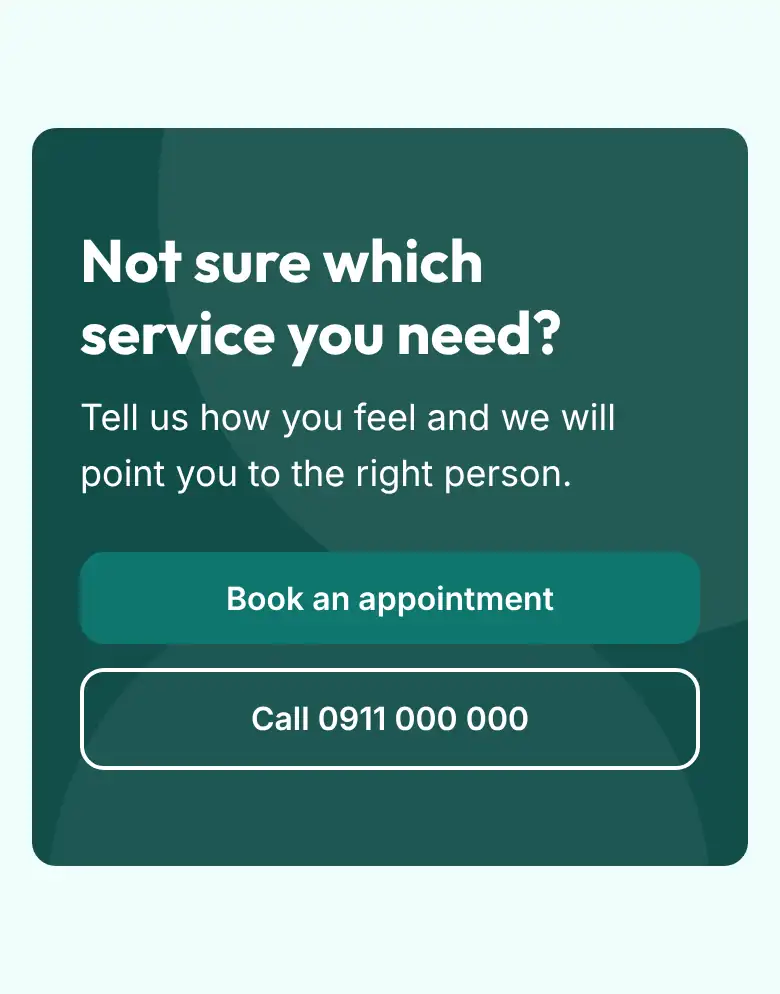 Not sure which
service you need?
Tell us how you feel and we will
point you to the right person.
Book an appointment
Call 0911 000 000